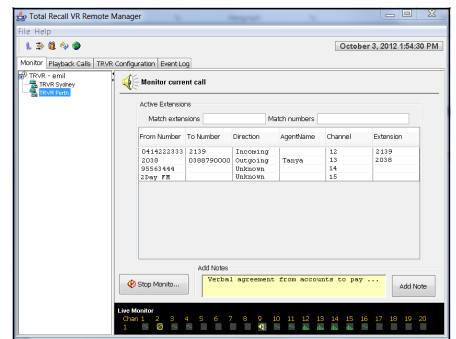 Total Recall VR Remote Manager
File Help
October 3, 2012 1:54:30 PM
Monitor Playback Calls TRVR Configuration Event Log
TRVR - emil
TRVR Sydney
TRVR Perth
Monitor current call
Active Extensions
Match extensions Match numbers
From Number To Number Direction AgentName Channel Extension
0414222333 2139 Incoming 12 2139
2038 0388790000 Outgoing Tanya 13 2038
95563444 Unknown 14
2Day FM Unknown 15
Add Notes
Stop Monito... Verbal agreement from accounts to pay ... Add Note
Live Monitor
Chan 1 2 3 4 5 6 7 8 9 10 11 12 13 14 15 16 17 18 19 20
1